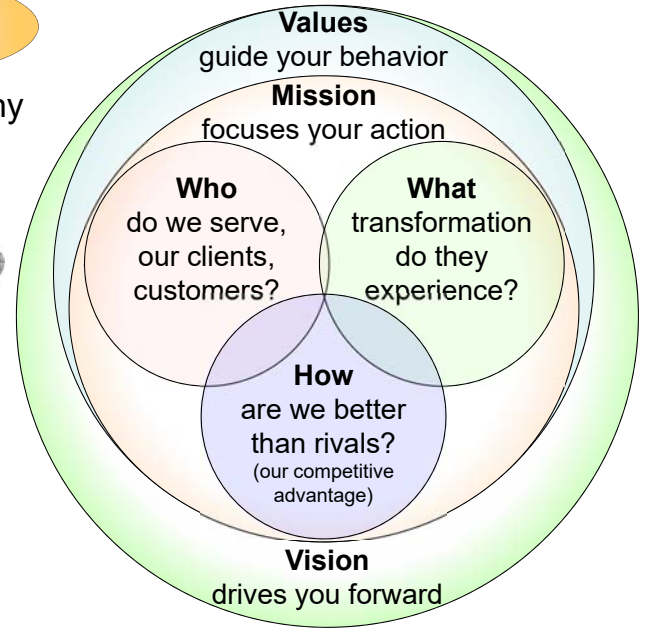 Values
guide your behavior
Mission
focuses your action
Who
do we serve,
our clients,
customers?
What
transformation
do they
experience?
How
are we better
than rivals?
(our competitive
advantage)
Vision
drives you forward